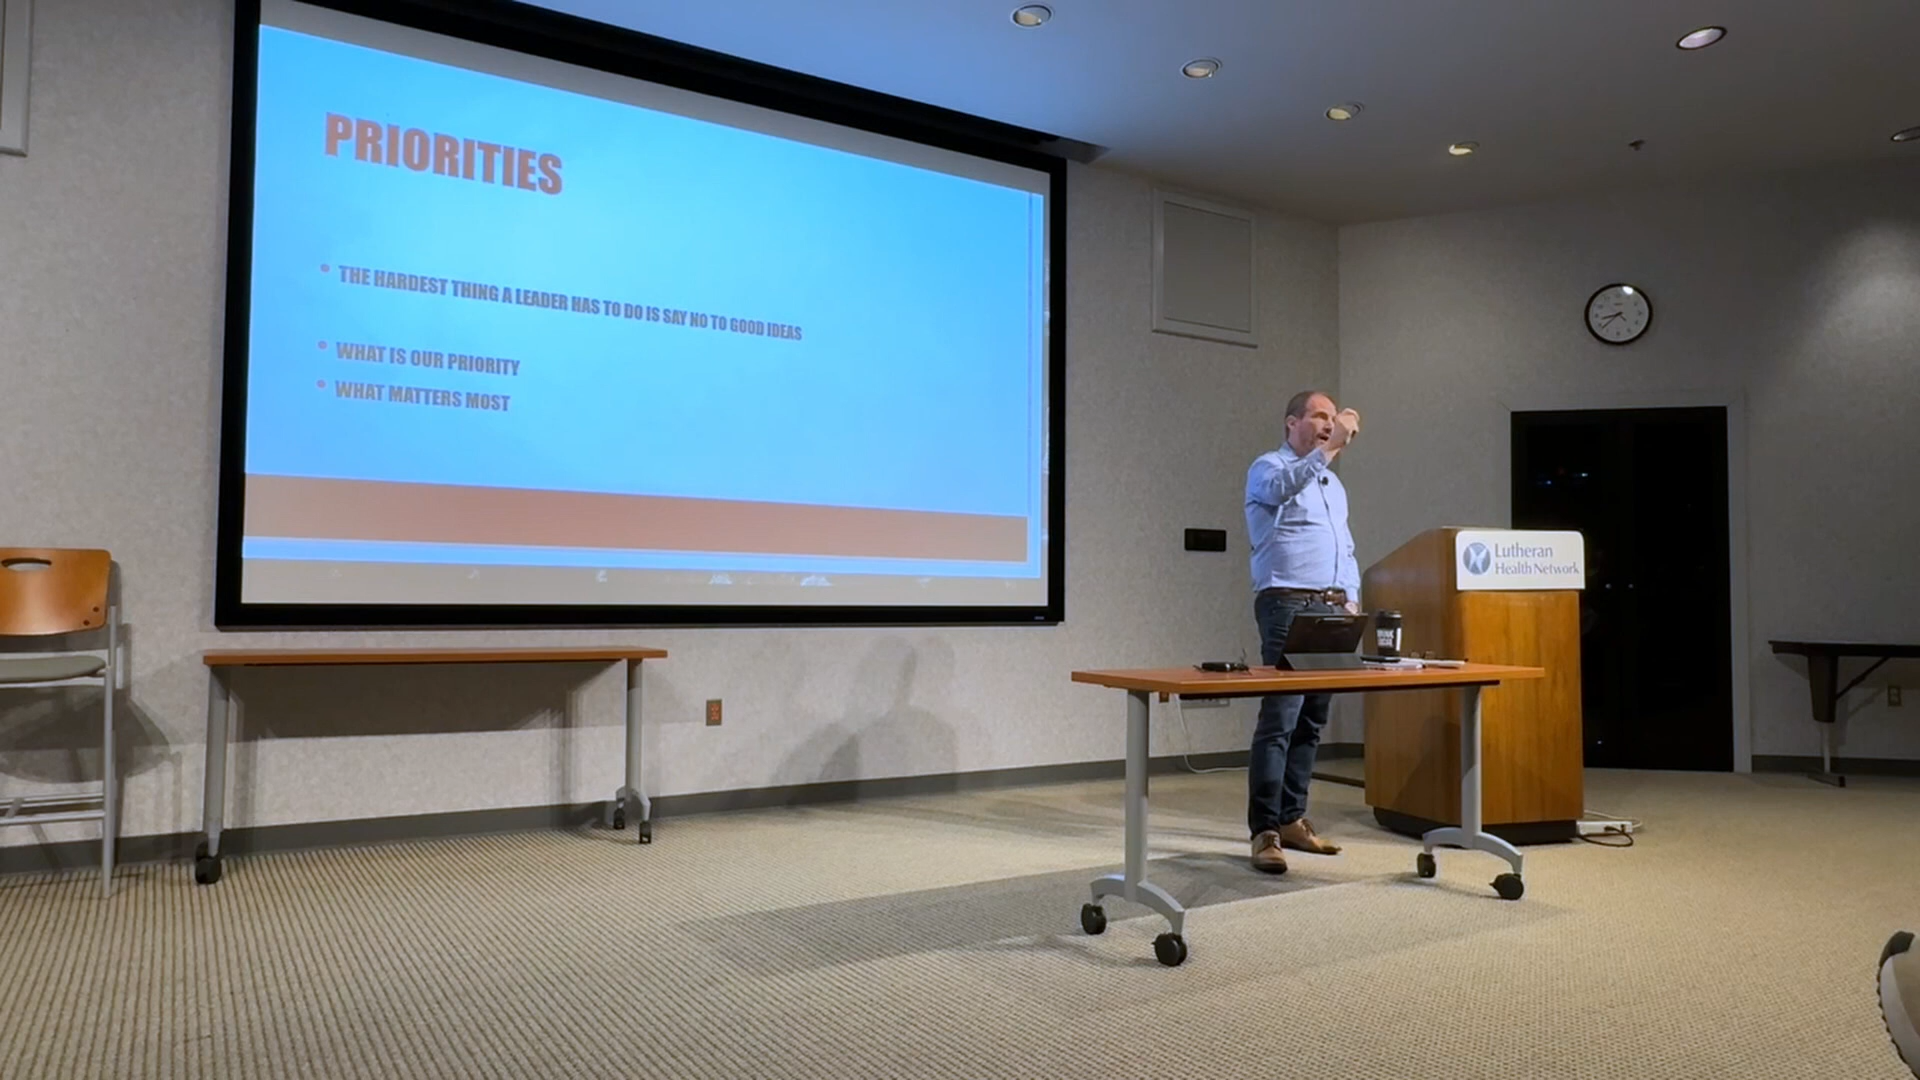 PRIORITIES
THE HARDEST THING A LEADER HAS TO DO IS SAY NO TO GOOD IDEAS
WHAT IS OUR PRIORITY
WHAT MATTERS MOST
Lutheran
Health Network